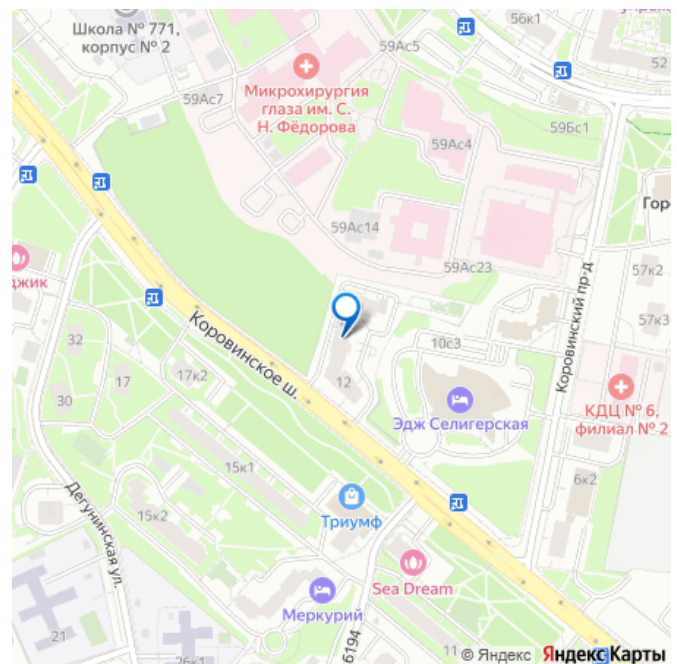 56к1
Школа № 771,
корпус № 2
52
59Ас5
59Ас7
Микрохирургия
глаза им. С.
Н. Фёдорова
59Бс1
59Ас4
Гор
59Ас14
джик
59Ас23
57к2
Коровинский пр-д
57к3
Коровинское ш.
32
10с3
17
17к2
12
30
Эдж Селигерская
КДЦ № 6,
филиал № 2
15к1
6к2
Дегунинская ул.
15к2
Триумф
Sea Dream
Меркурий
21
26к1
6194
11
© Яндекс Яндекс Карты